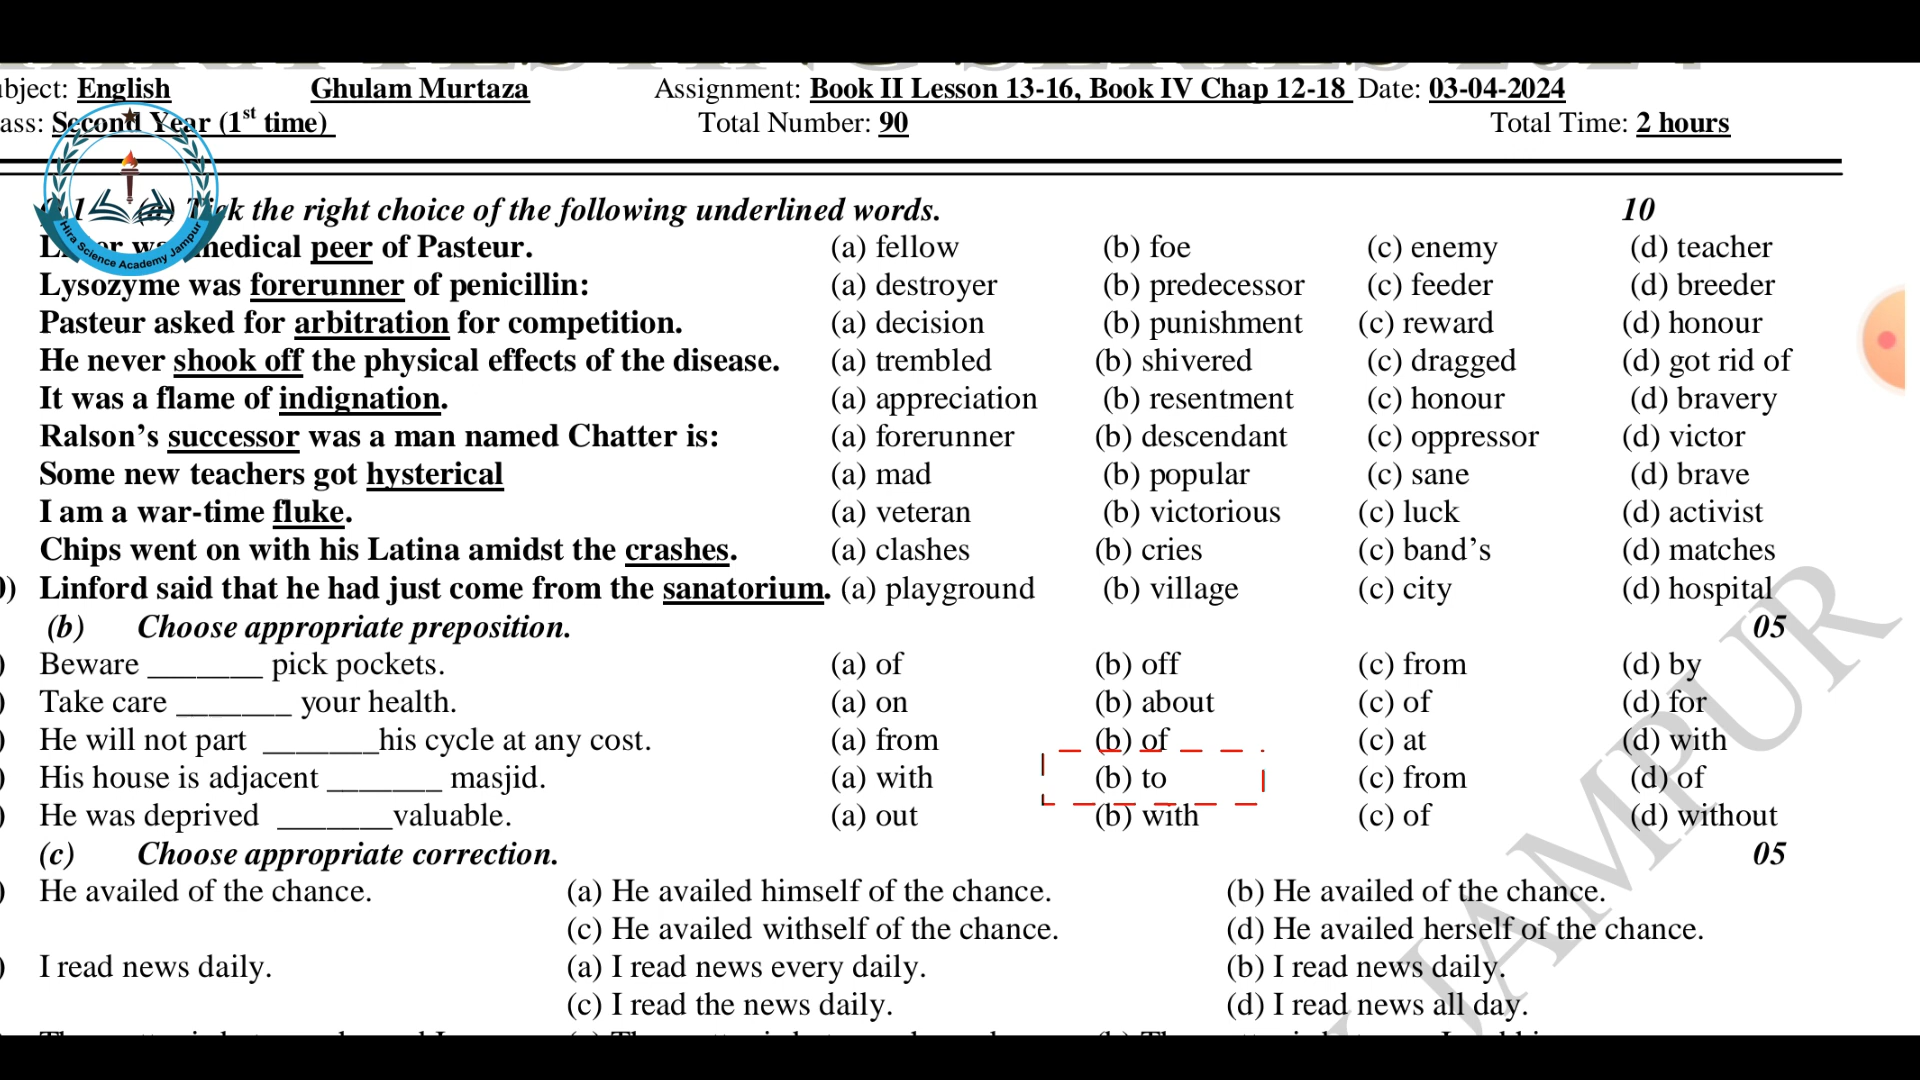 ubject: English Ghulam Murtaza Assignment: Book II Lesson 13-16, Book IV Chap 12-18 Date: 03-04-2024
ass: Second Year (1st time) Total Number: 90 Total Time: 2 hours
Hira Science Academy Jampur
(a) Tick the right choice of the following underlined words. 10
medical peer of Pasteur. (a) fellow (b) foe (c) enemy (d) teacher
Lysozyme was forerunner of penicillin: (a) destroyer (b) predecessor (c) feeder (d) breeder
Pasteur asked for arbitration for competition. (a) decision (b) punishment (c) reward (d) honour
He never shook off the physical effects of the disease. (a) trembled (b) shivered (c) dragged (d) got rid of
It was a flame of indignation. (a) appreciation (b) resentment (c) honour (d) bravery
Ralson’s successor was a man named Chatter is: (a) forerunner (b) descendant (c) oppressor (d) victor
Some new teachers got hysterical (a) mad (b) popular (c) sane (d) brave
I am a war-time fluke. (a) veteran (b) victorious (c) luck (d) activist
Chips went on with his Latina amidst the crashes. (a) clashes (b) cries (c) band’s (d) matches
) Linford said that he had just come from the sanatorium. (a) playground (b) village (c) city (d) hospital
(b) Choose appropriate preposition. 05
) Beware _______ pick pockets. (a) of (b) off (c) from (d) by
) Take care _______ your health. (a) on (b) about (c) of (d) for
) He will not part _______his cycle at any cost. (a) from (b) of (c) at (d) with
) His house is adjacent _______ masjid. (a) with (b) to (c) from (d) of
) He was deprived _______valuable. (a) out (b) with (c) of (d) without
(c) Choose appropriate correction. 05
) He availed of the chance. (a) He availed himself of the chance. (b) He availed of the chance.
(c) He availed withself of the chance. (d) He availed herself of the chance.
) I read news daily. (a) I read news every daily. (b) I read news daily.
(c) I read the news daily. (d) I read news all day.
JAMPUR